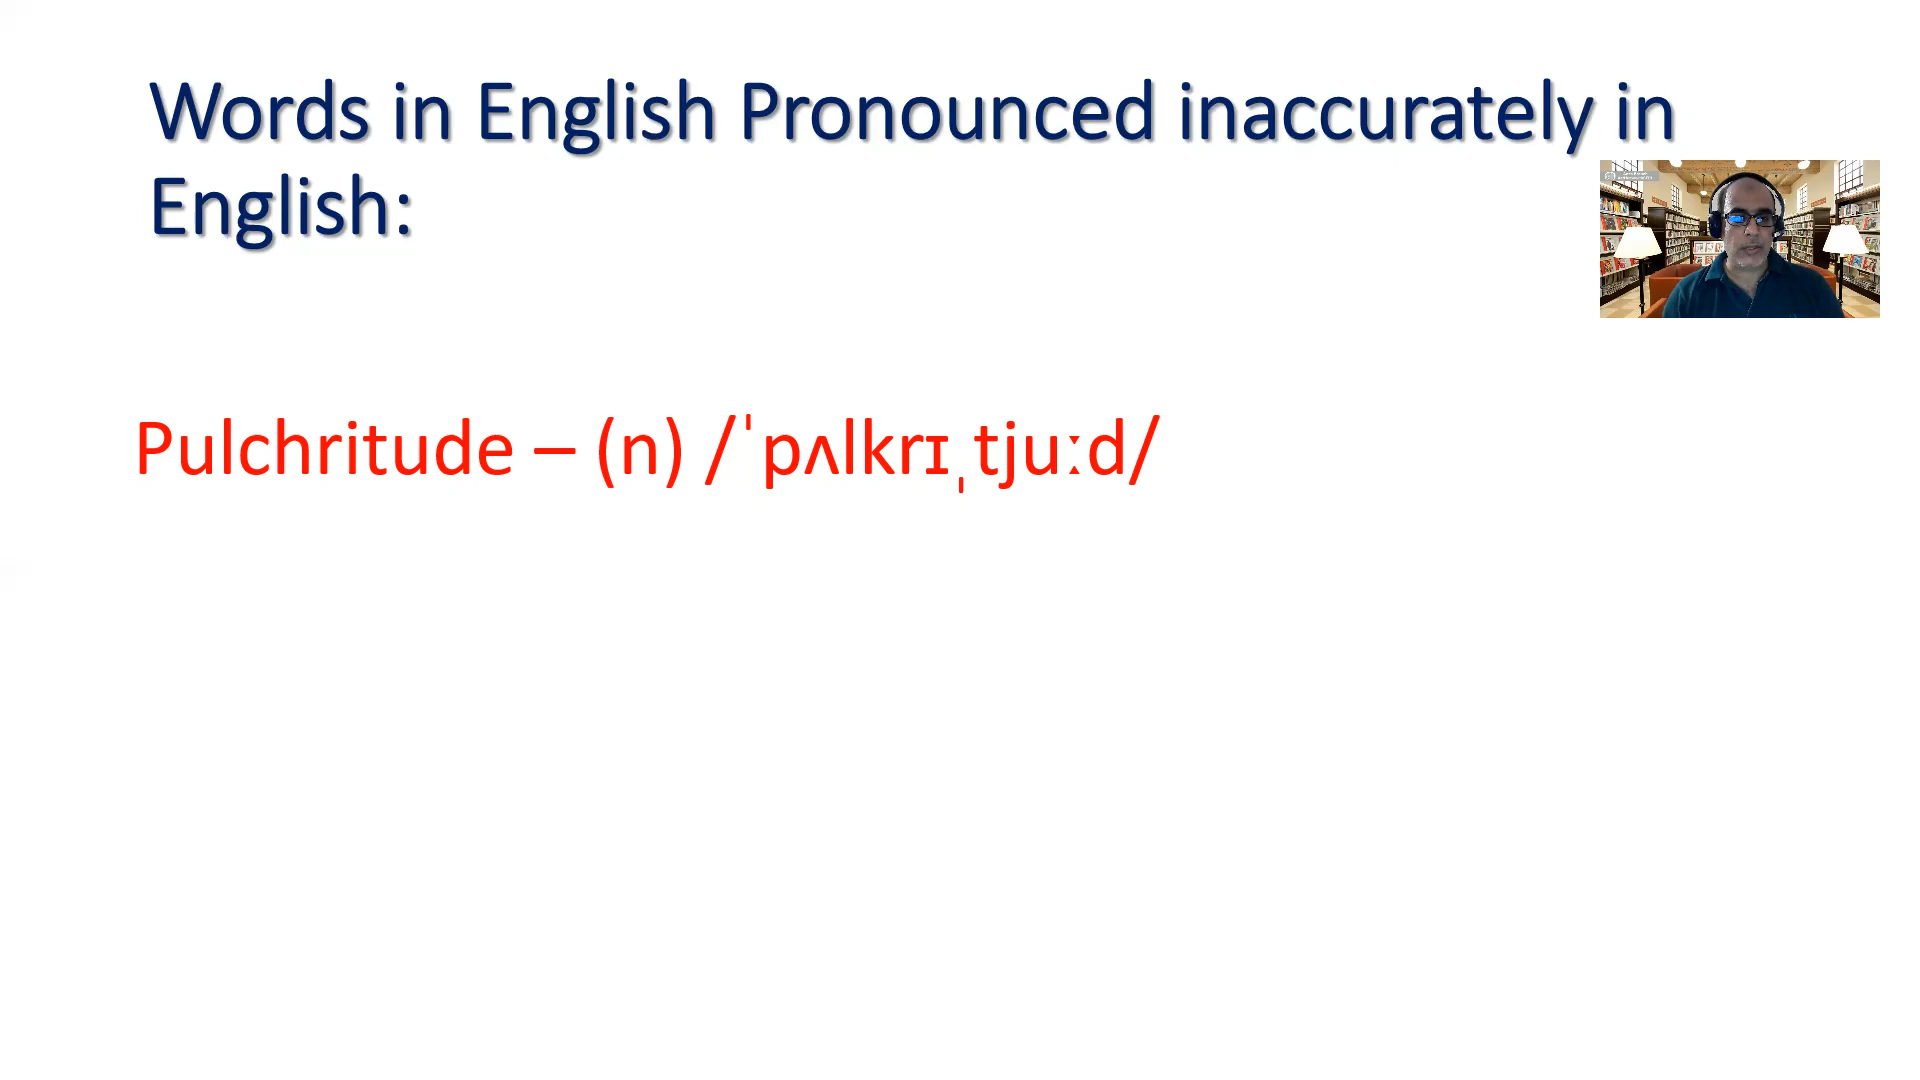 Words in English Pronounced inaccurately in
English:
Pulchritude – (n) /ˈpʌlkrɪˌtjuːd/